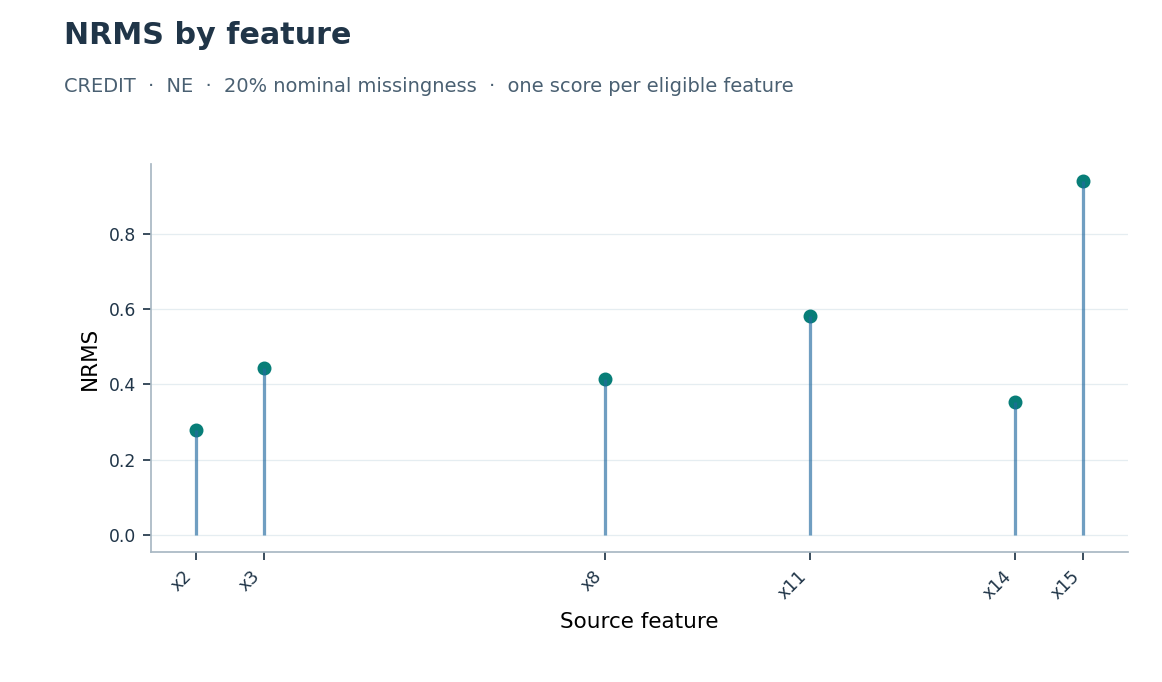 NRMS by feature
CREDIT · NE · 20% nominal missingness · one score per eligible feature
NRMS
0.8
0.6
0.4
0.2
0.0
x2 x3 x8 x11 x14 x15
Source feature